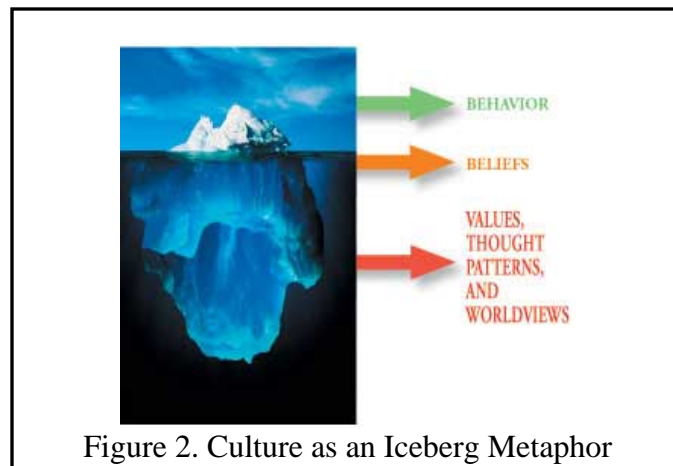 BEHAVIOR
BELIEFS
VALUES,
THOUGHT
PATTERNS,
AND
WORLDVIEWS
Figure 2. Culture as an Iceberg Metaphor